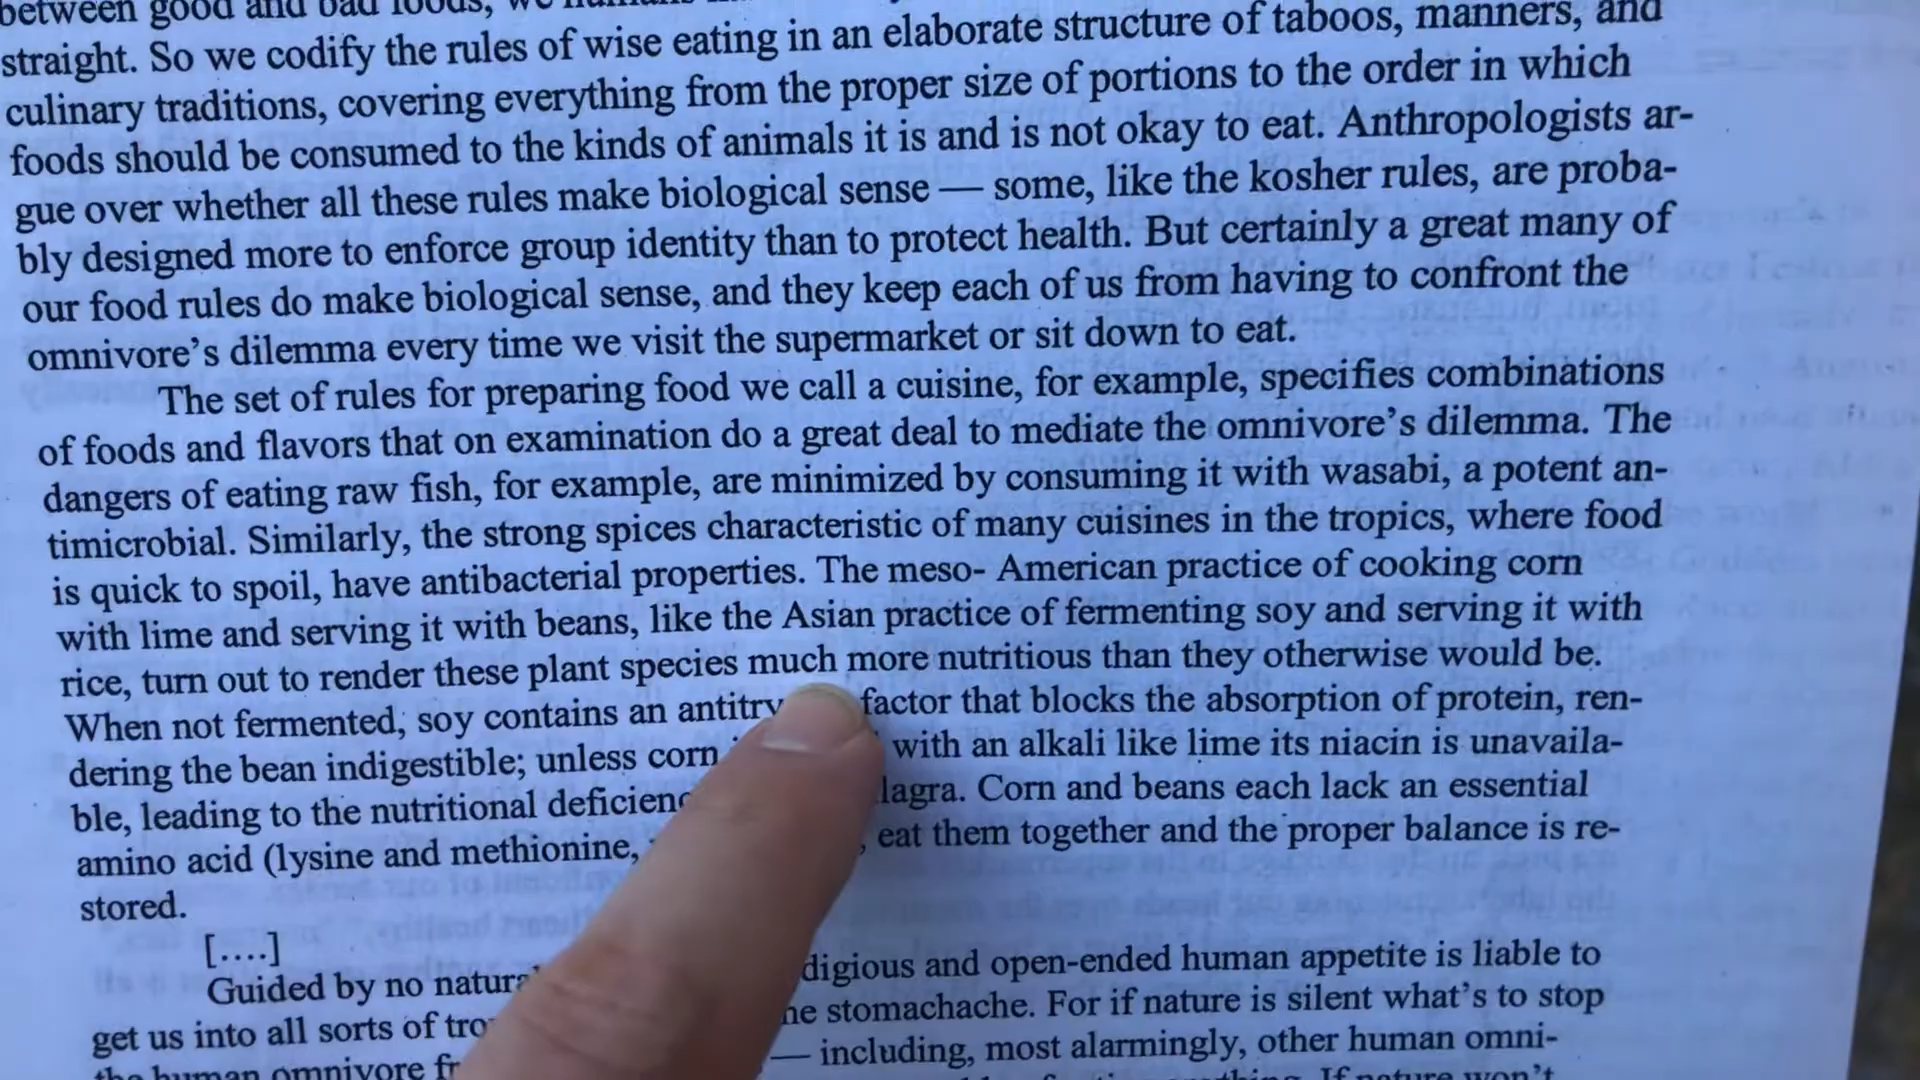 between good and bad foods, we humans
straight. So we codify the rules of wise eating in an elaborate structure of taboos, manners, and
culinary traditions, covering everything from the proper size of portions to the order in which
foods should be consumed to the kinds of animals it is and is not okay to eat. Anthropologists ar-
gue over whether all these rules make biological sense — some, like the kosher rules, are proba-
bly designed more to enforce group identity than to protect health. But certainly a great many of
our food rules do make biological sense, and they keep each of us from having to confront the
omnivore's dilemma every time we visit the supermarket or sit down to eat.
The set of rules for preparing food we call a cuisine, for example, specifies combinations
of foods and flavors that on examination do a great deal to mediate the omnivore's dilemma. The
dangers of eating raw fish, for example, are minimized by consuming it with wasabi, a potent an-
timicrobial. Similarly, the strong spices characteristic of many cuisines in the tropics, where food
is quick to spoil, have antibacterial properties. The meso- American practice of cooking corn
with lime and serving it with beans, like the Asian practice of fermenting soy and serving it with
rice, turn out to render these plant species much more nutritious than they otherwise would be.
When not fermented, soy contains an antitry factor that blocks the absorption of protein, ren-
dering the bean indigestible; unless corn with an alkali like lime its niacin is unavaila-
ble, leading to the nutritional deficienc lagra. Corn and beans each lack an essential
amino acid (lysine and methionine, , eat them together and the proper balance is re-
stored.
[....]
Guided by no natura digious and open-ended human appetite is liable to
get us into all sorts of tro he stomachache. For if nature is silent what's to stop
the human omnivore fr — including, most alarmingly, other human omni-
If nature won't